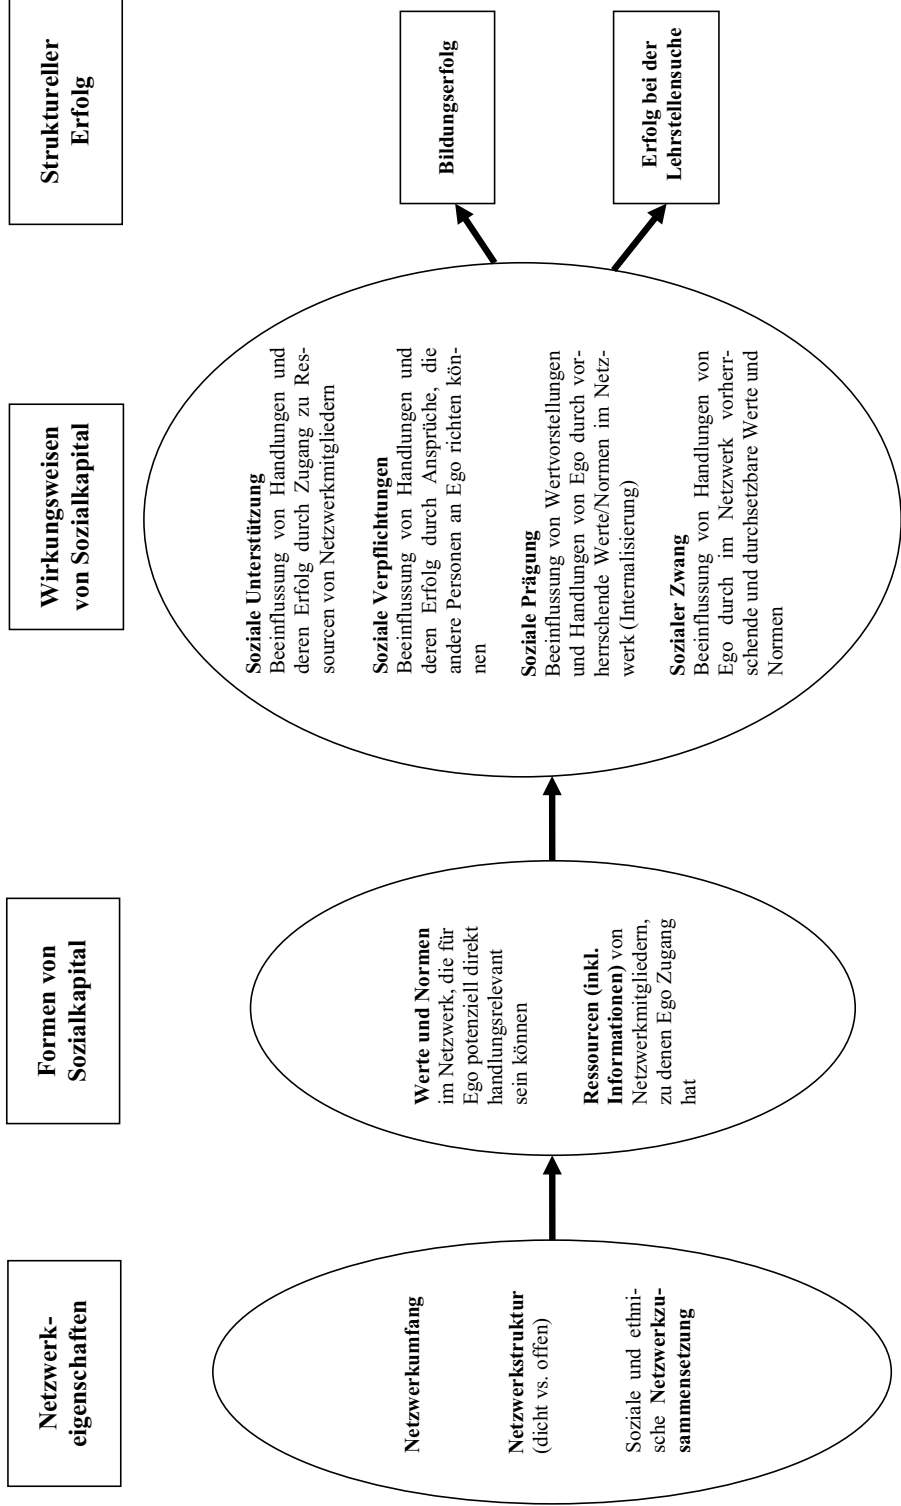 Netzwerk-
eigenschaften
Netzwerkumfang
Netzwerkstruktur
(dicht vs. offen)
Soziale und ethni-
sche Netzwerkzu-
sammensetzung
Formen von
Sozialkapital
Werte und Normen
im Netzwerk, die für
Ego potenziell direkt
handlungsrelevant
sein können
Ressourcen (inkl.
Informationen) von
Netzwerkmitgliedern,
zu denen Ego Zugang
hat
Wirkungsweisen
von Sozialkapital
Soziale Unterstützung
Beeinflussung von Handlungen und
deren Erfolg durch Zugang zu Res-
sourcen von Netzwerkmitgliedern
Soziale Verpflichtungen
Beeinflussung von Handlungen und
deren Erfolg durch Ansprüche, die
andere Personen an Ego richten kön-
nen
Soziale Prägung
Beeinflussung von Wertvorstellungen
und Handlungen von Ego durch vor-
herrschende Werte/Normen im Netz-
werk (Internalisierung)
Sozialer Zwang
Beeinflussung von Handlungen von
Ego durch im Netzwerk vorherr-
schende und durchsetzbare Werte und
Normen
Struktureller
Erfolg
Bildungserfolg
Erfolg bei der
Lehrstellensuche